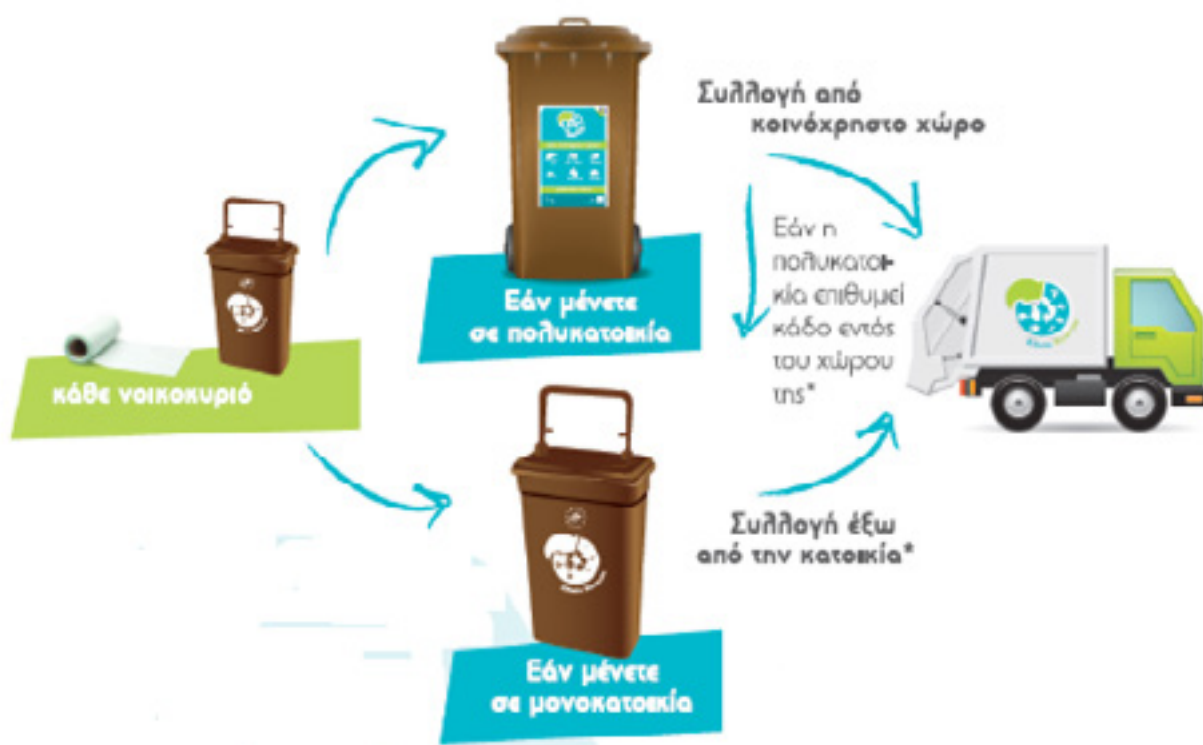 Συλλογή από
κοινόχρηστο χώρο
Εάν η
πολυκατοι-
κία επιθυμεί
κάδο εντός
του χώρου
της*
Εάν μένετε
σε πολυκατοικία
κάθε νοικοκυριό
Συλλογή έξω
από την κατοικία*
Εάν μένετε
σε μονοκατοικία